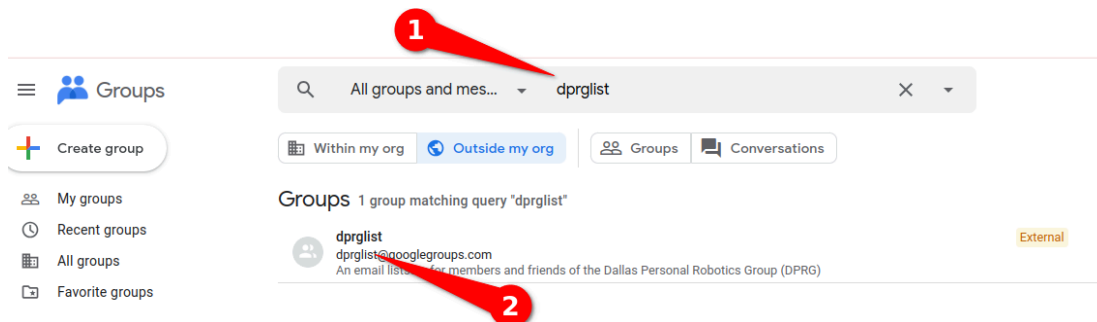 1
Groups
All groups and mes... dprglist
Create group
Within my org Outside my org Groups Conversations
My groups
Groups 1 group matching query "dprglist"
Recent groups
dprglist
External
dprglist@googlegroups.com
All groups
An email for members and friends of the Dallas Personal Robotics Group (DPRG)
Favorite groups
2